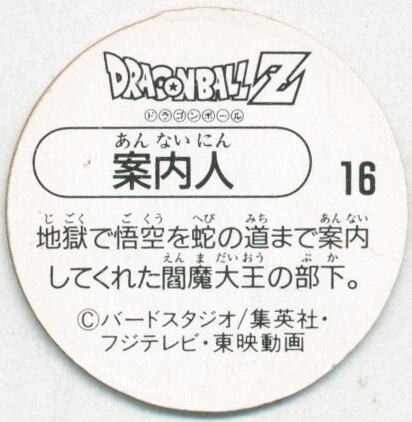 DRAGONBALL Z
ドラゴンボール
あんないにん
案内人
16
じごく ごくう へび みち あんない
地獄で悟空を蛇の道まで案内
えんまだいおう ぶか
してくれた閻魔大王の部下。
©バードスタジオ/集英社・
フジテレビ・東映動画